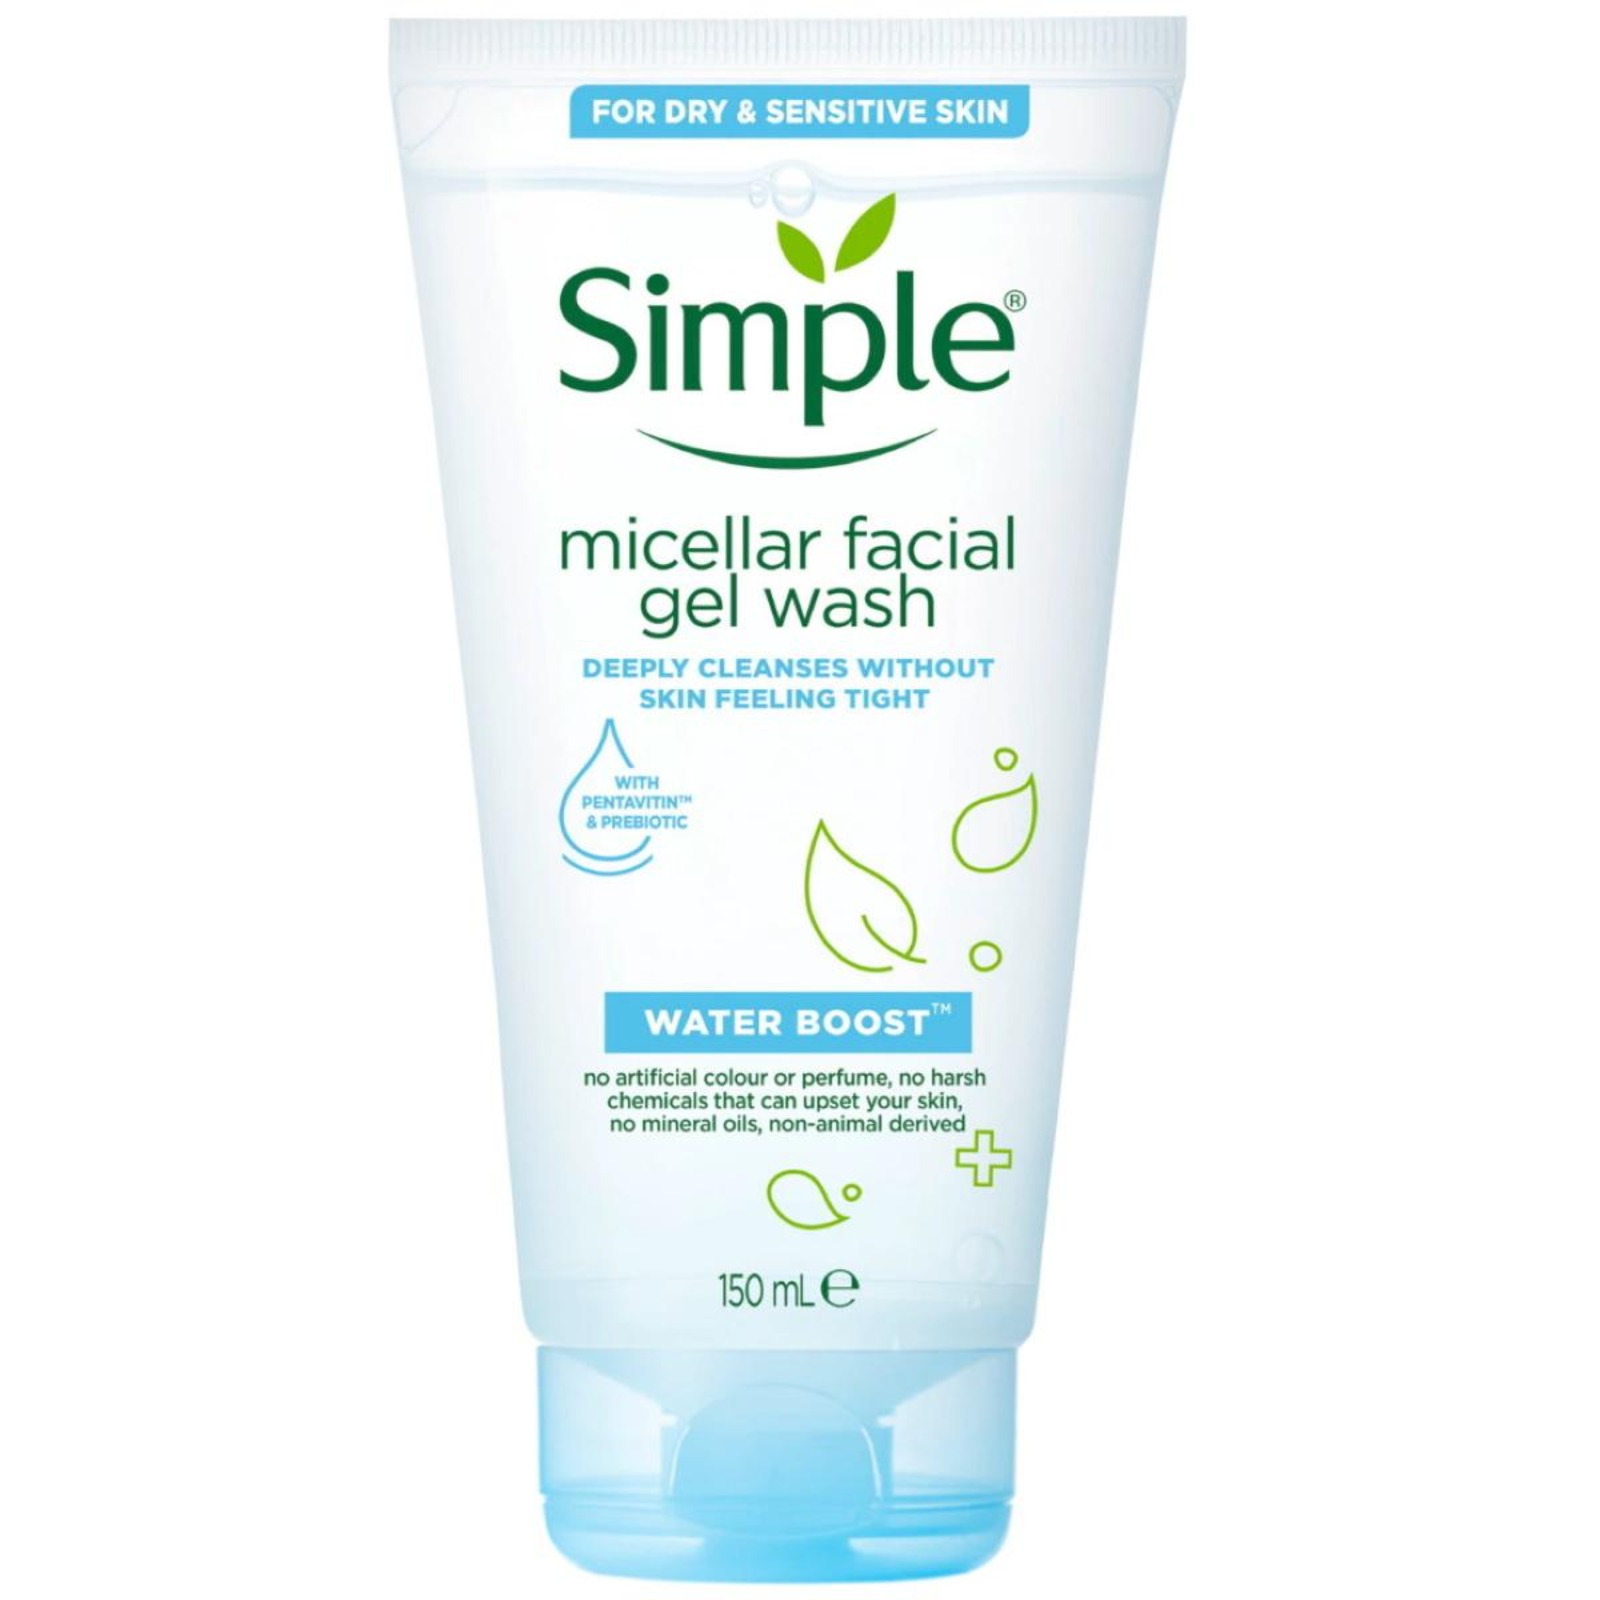 FOR DRY & SENSITIVE SKIN
Simple®
micellar facial
gel wash
DEEPLY CLEANSES WITHOUT
SKIN FEELING TIGHT
WITH
PENTAVITIN™
& PREBIOTIC
WATER BOOST™
no artificial colour or perfume, no harsh
chemicals that can upset your skin,
no mineral oils, non-animal derived
150 mL ℮